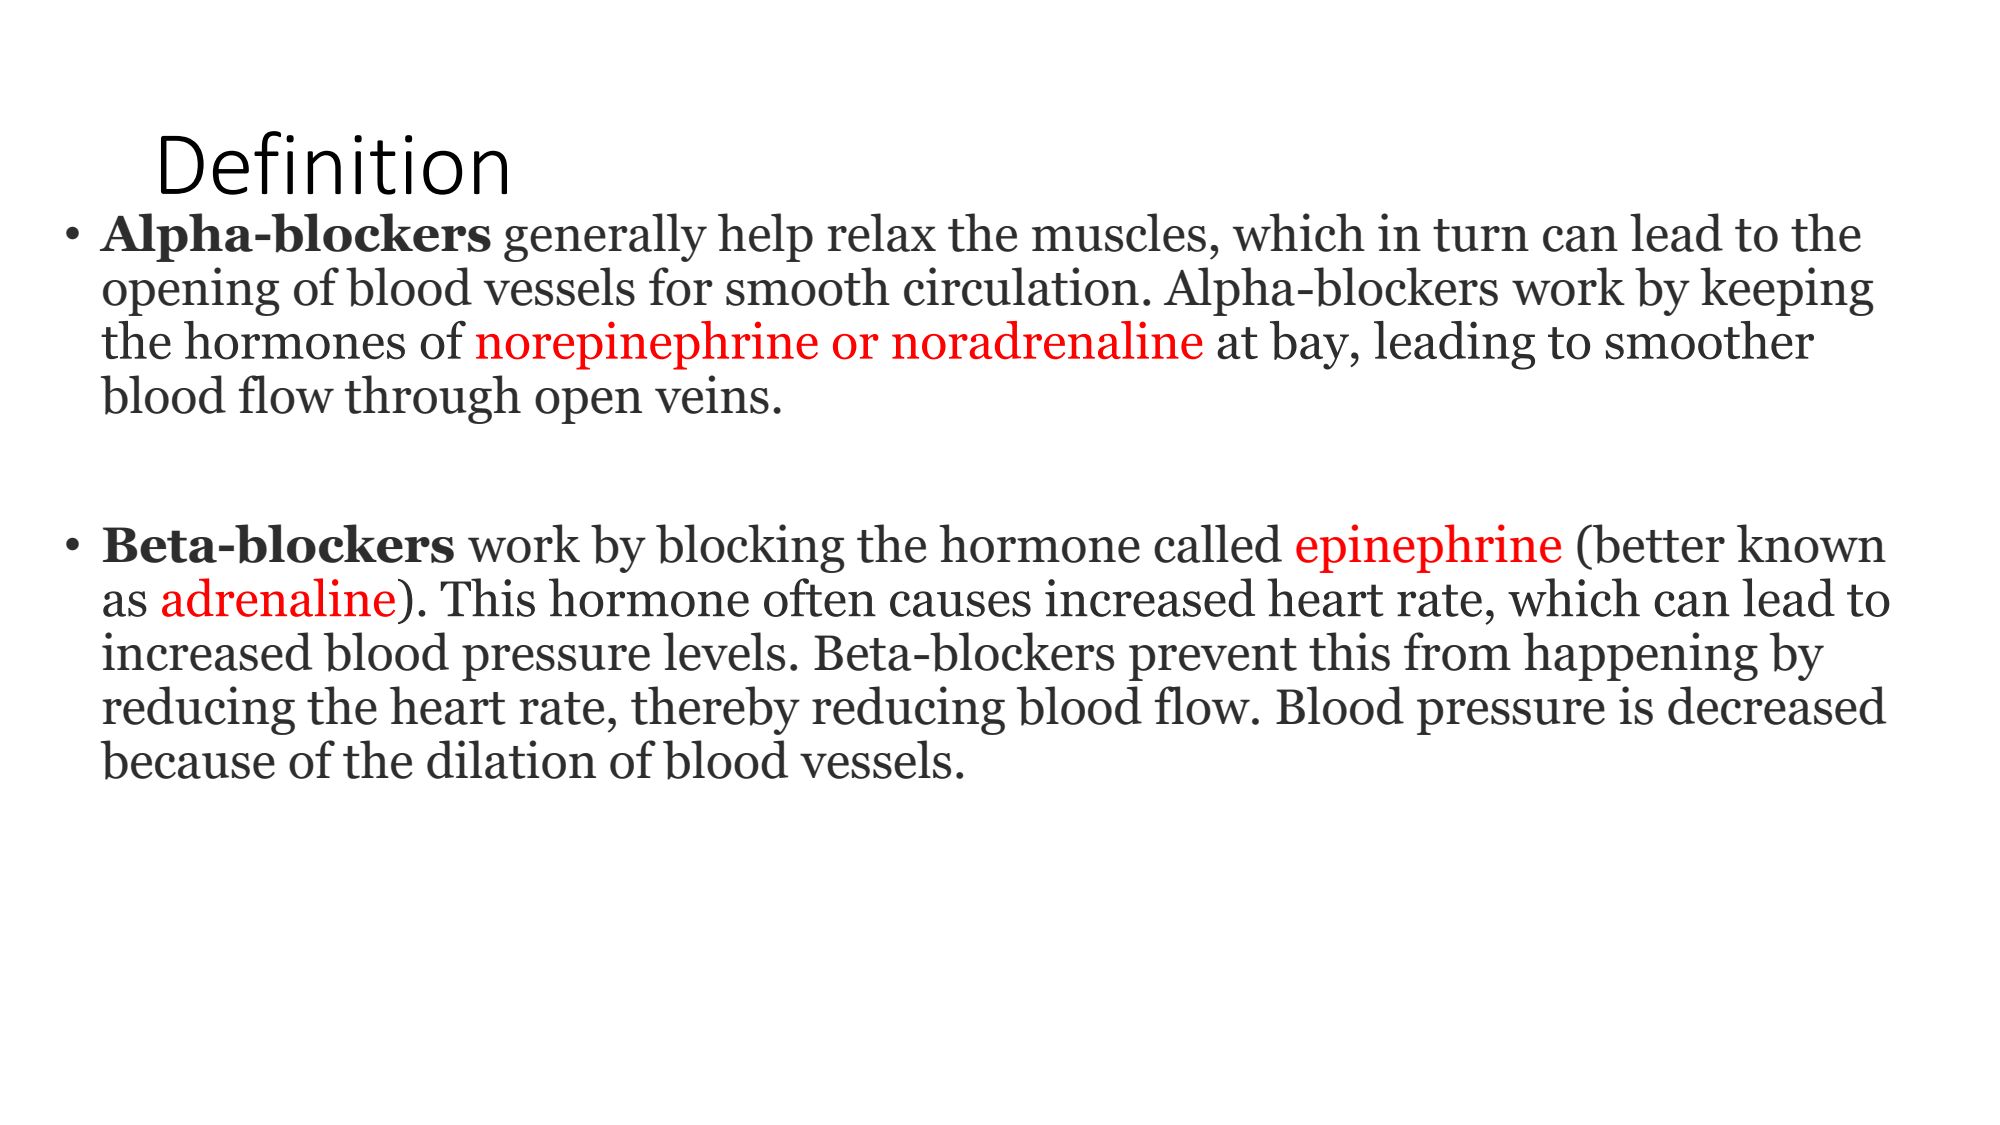 Definition
• Alpha-blockers generally help relax the muscles, which in turn can lead to the
opening of blood vessels for smooth circulation. Alpha-blockers work by keeping
the hormones of norepinephrine or noradrenaline at bay, leading to smoother
blood flow through open veins.
• Beta-blockers work by blocking the hormone called epinephrine (better known
as adrenaline). This hormone often causes increased heart rate, which can lead to
increased blood pressure levels. Beta-blockers prevent this from happening by
reducing the heart rate, thereby reducing blood flow. Blood pressure is decreased
because of the dilation of blood vessels.